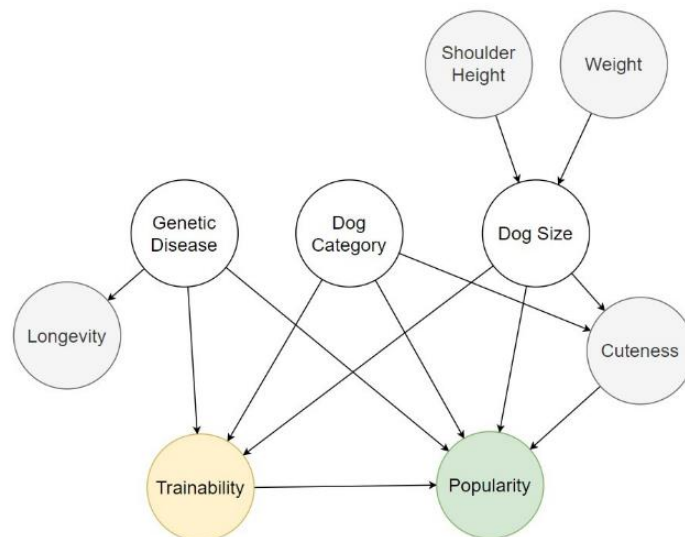 Shoulder
Height
Weight
Genetic
Disease
Dog
Category
Dog Size
Longevity
Cuteness
Trainability
Popularity